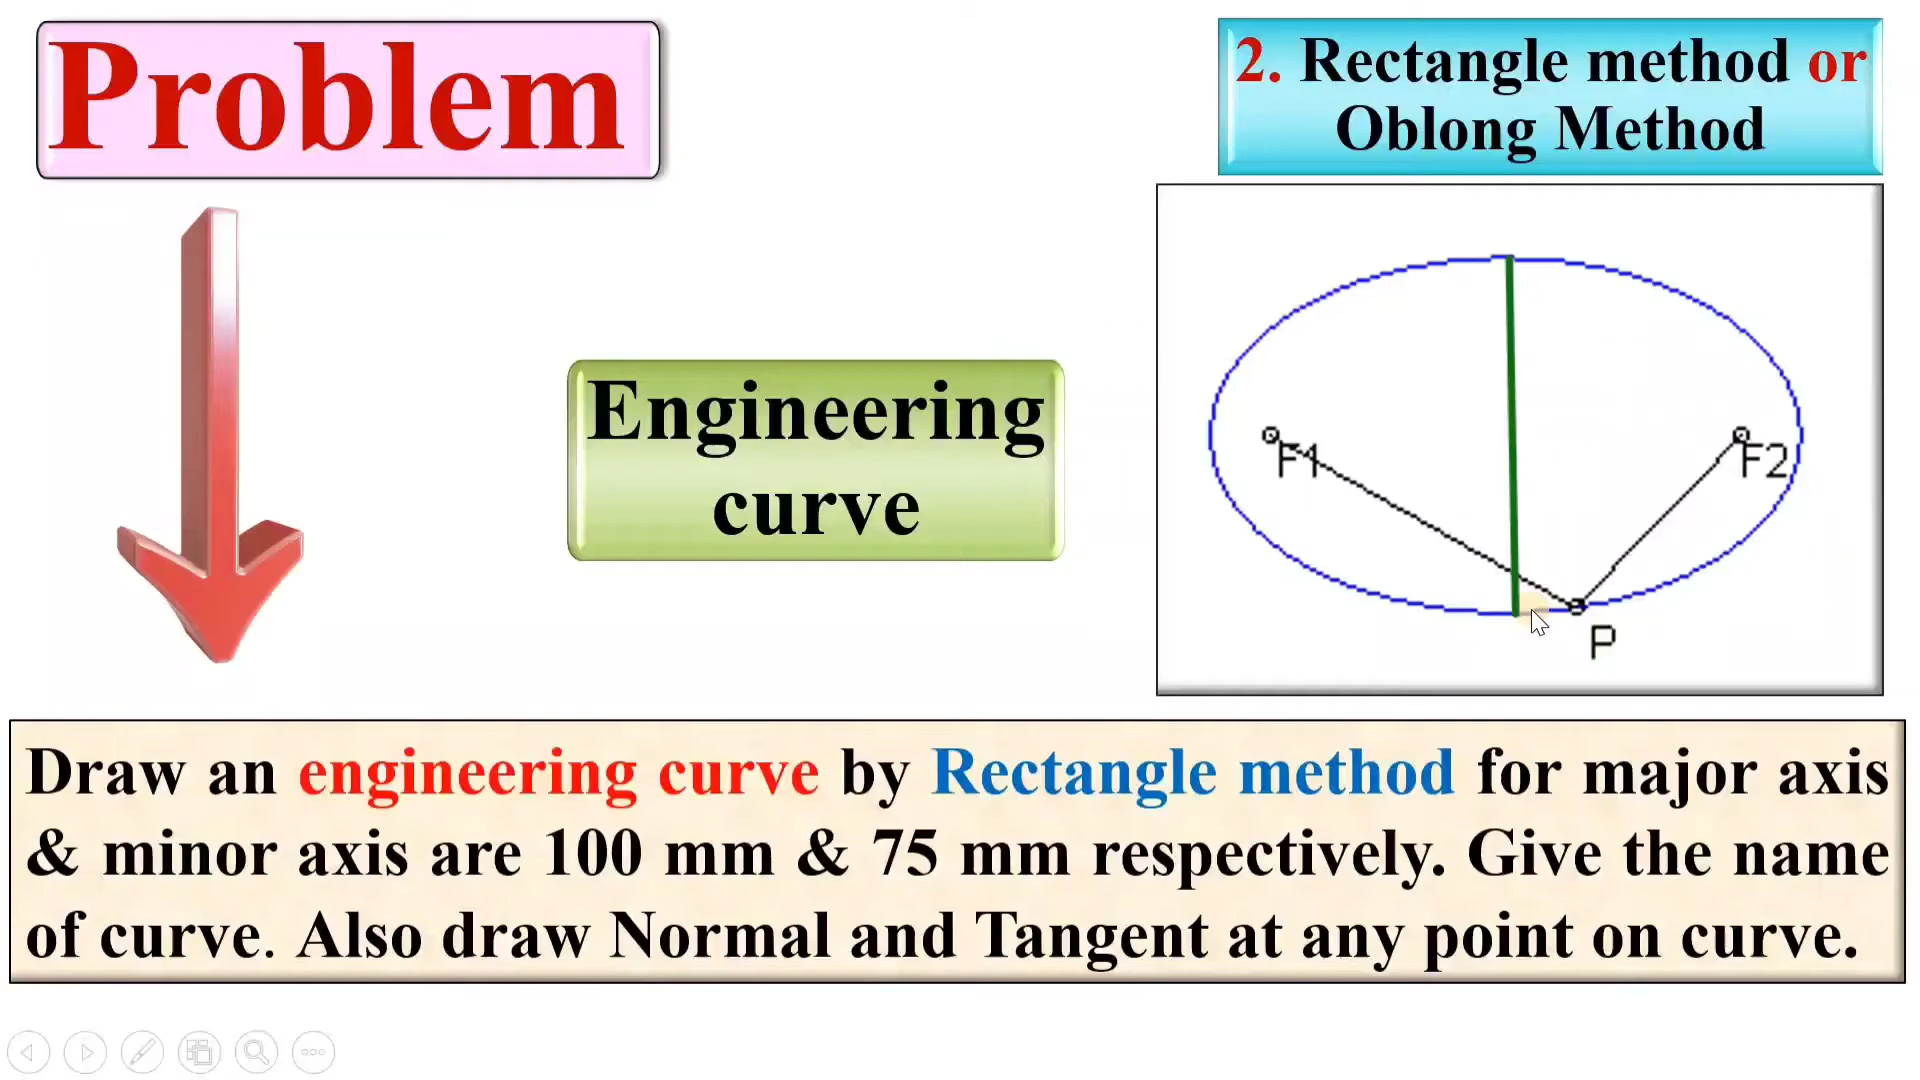 Problem
2. Rectangle method or
Oblong Method
Engineering
curve
F1
F2
P
Draw an engineering curve by Rectangle method for major axis
& minor axis are 100 mm & 75 mm respectively. Give the name
of curve. Also draw Normal and Tangent at any point on curve.